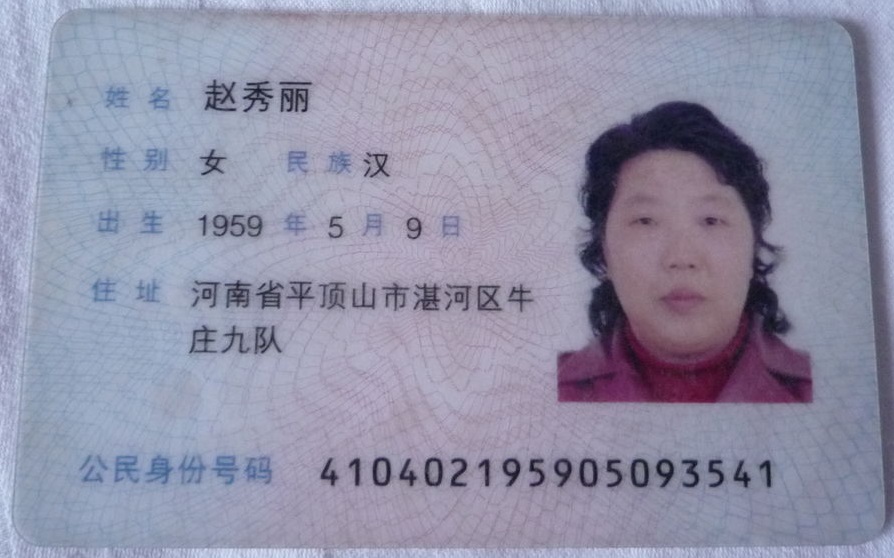 姓名 赵秀丽
性别 女 民族 汉
出生 1959 年 5 月 9 日
住址 河南省平顶山市湛河区牛
庄九队
公民身份号码 410402195905093541